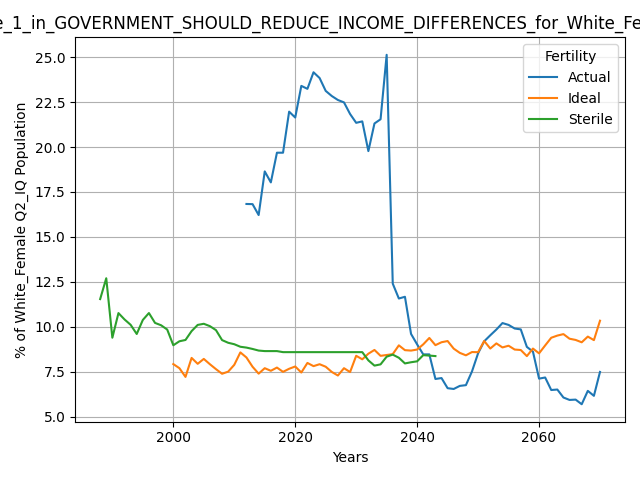 e_1_in_GOVERNMENT_SHOULD_REDUCE_INCOME_DIFFERENCES_for_White_Fe
Fertility
Actual
Ideal
Sterile
% of White_Female Q2_IQ Population
25.0
22.5
20.0
17.5
15.0
12.5
10.0
7.5
5.0
2000
2020
2040
2060
Years